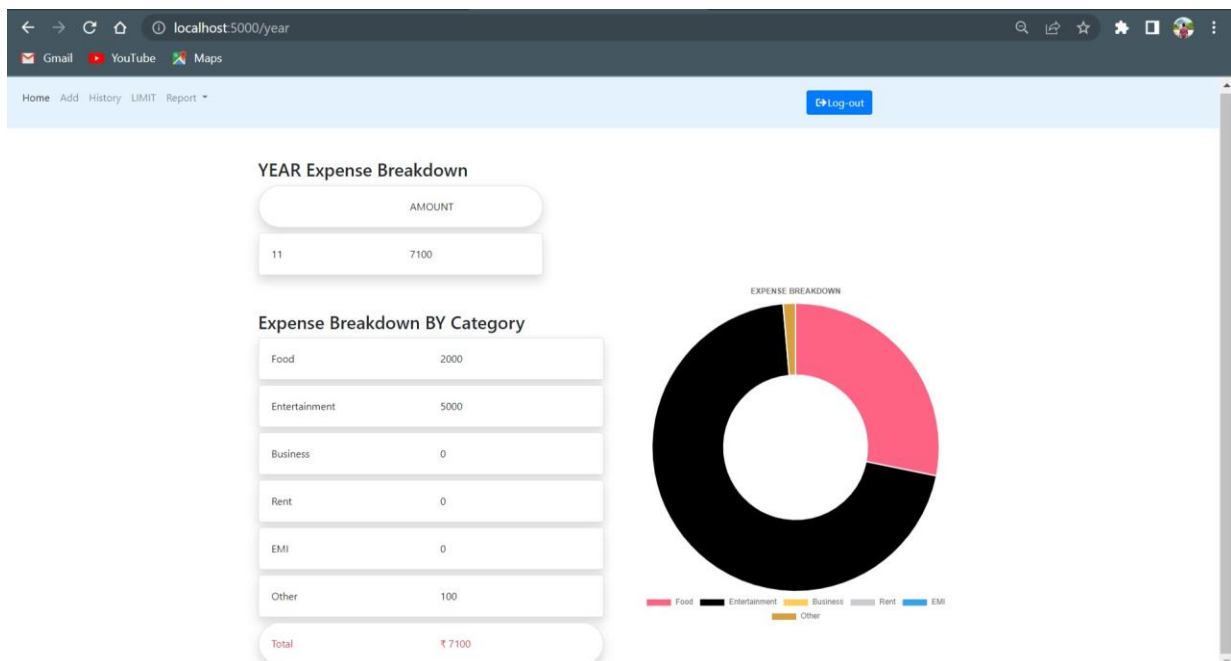 localhost:5000/year
Gmail YouTube Maps
Home Add History LIMIT Report Log-out
YEAR Expense Breakdown
AMOUNT
11 7100
Expense Breakdown BY Category
Food 2000
Entertainment 5000
Business 0
Rent 0
EMI 0
Other 100
Total ₹ 7100
EXPENSE BREAKDOWN
Food Entertainment Business Rent EMI
Other